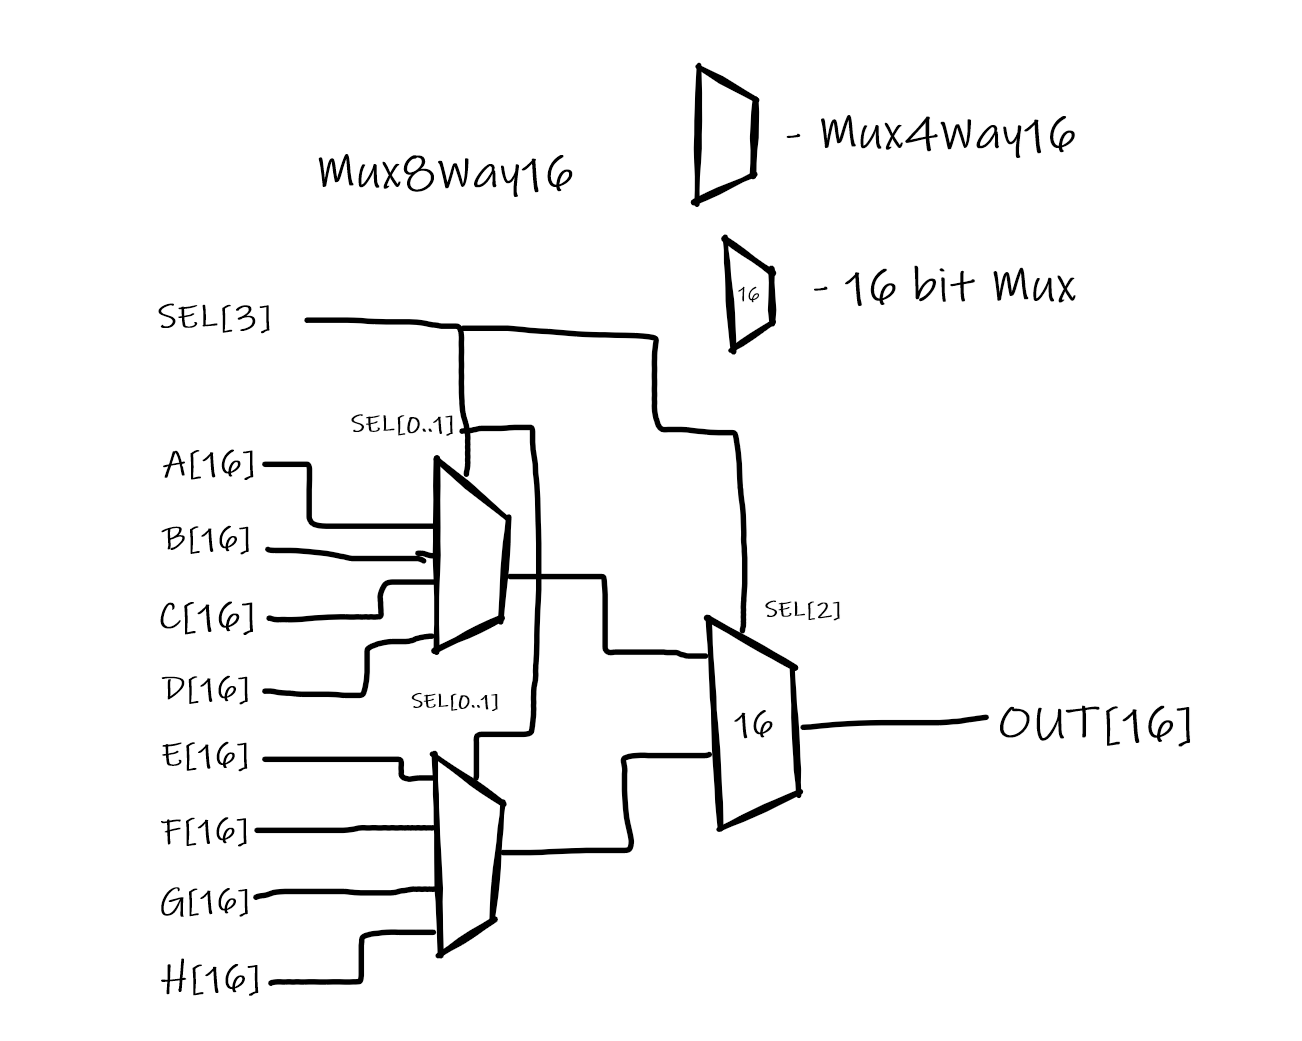 Mux8Way16
- Mux4Way16
16
- 16 bit Mux
SEL[3]
SEL[0..1]
A[16]
B[16]
C[16]
D[16]
SEL[2]
SEL[0..1]
E[16]
F[16]
G[16]
H[16]
16
OUT[16]